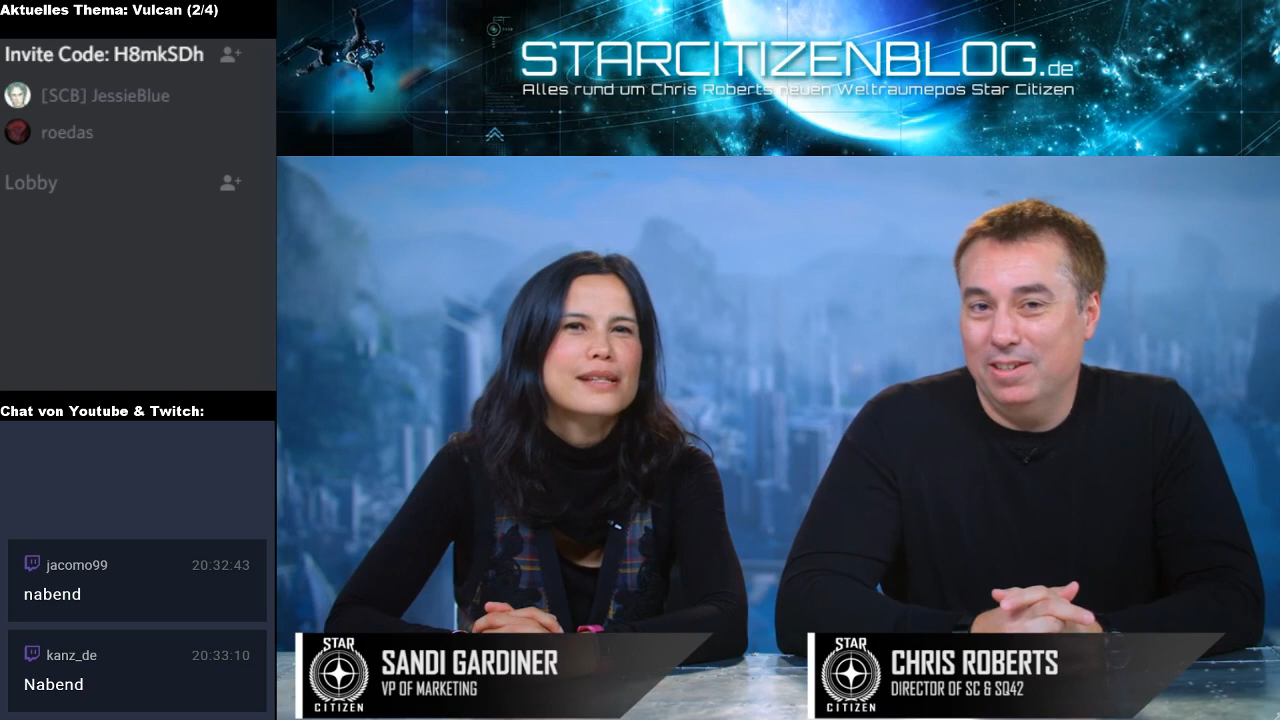 Aktuelles Thema: Vulcan (2/4)
Invite Code: H8mkSDh
[SCB] JessieBlue
roedas
Lobby
Chat von Youtube & Twitch:
jacomo99 20:32:43
nabend
kanz_de 20:33:10
Nabend
STARCITIZENBLOG.de
Alles rund um Chris Roberts neuen Weltraumepos Star Citizen
STAR
CITIZEN
SANDI GARDINER
VP OF MARKETING
STAR
CITIZEN
CHRIS ROBERTS
DIRECTOR OF SC & SQ42